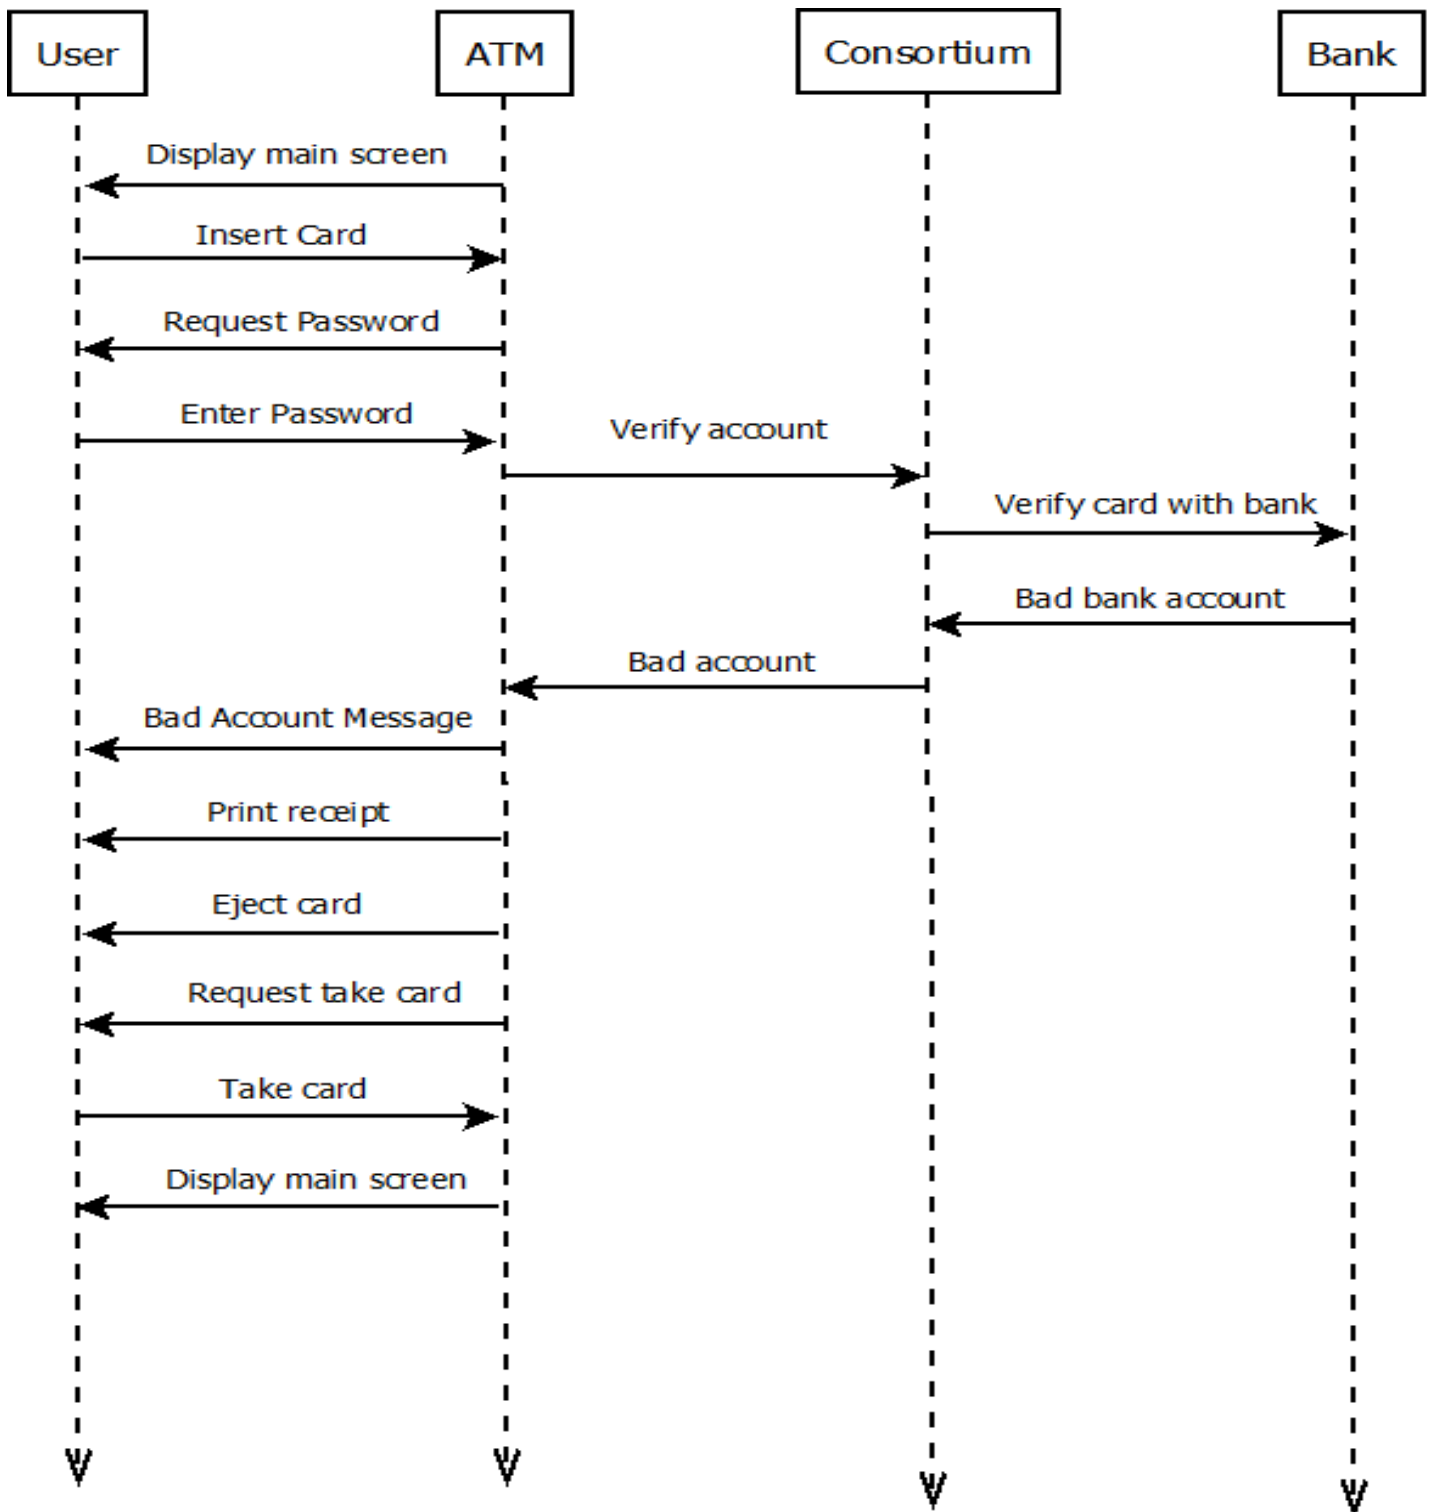 User
ATM
Consortium
Bank
Display main screen
Insert Card
Request Password
Enter Password
Verify account
Verify card with bank
Bad bank account
Bad account
Bad Account Message
Print receipt
Eject card
Request take card
Take card
Display main screen